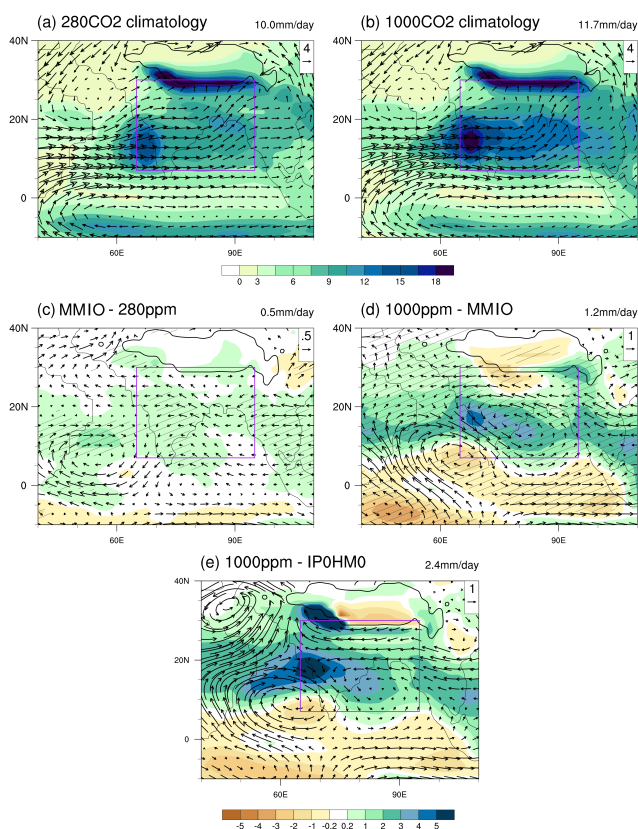 (a) 280CO2 climatology 10.0mm/day
(b) 1000CO2 climatology 11.7mm/day
40N
20N
0
4
60E 90E
40N
20N
0
4
60E 90E
0 3 6 9 12 15 18
(c) MMIO - 280ppm 0.5mm/day
(d) 1000ppm - MMIO 1.2mm/day
40N
20N
0
.5
60E 90E
40N
20N
0
1
60E 90E
(e) 1000ppm - IP0HM0 2.4mm/day
40N
20N
0
1
60E 90E
-5 -4 -3 -2 -1 -0.2 0.2 1 2 3 4 5